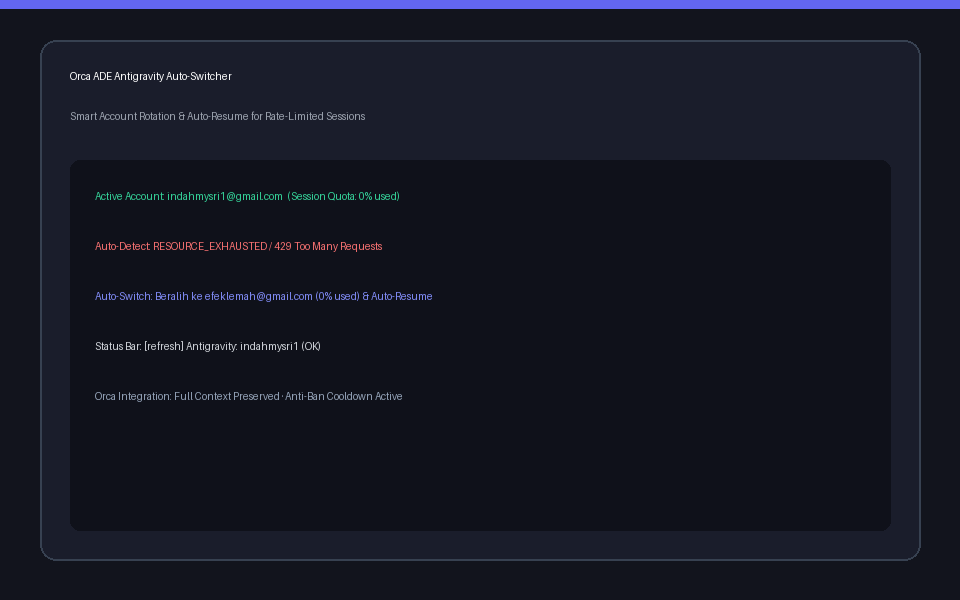 Orca ADE Antigravity Auto-Switcher
Smart Account Rotation & Auto-Resume for Rate-Limited Sessions
Active Account: indahmysri1@gmail.com (Session Quota: 0% used)
Auto-Detect: RESOURCE_EXHAUSTED / 429 Too Many Requests
Auto-Switch: Beralih ke efeklemah@gmail.com (0% used) & Auto-Resume
Status Bar: [refresh] Antigravity: indahmysri1 (OK)
Orca Integration: Full Context Preserved · Anti-Ban Cooldown Active